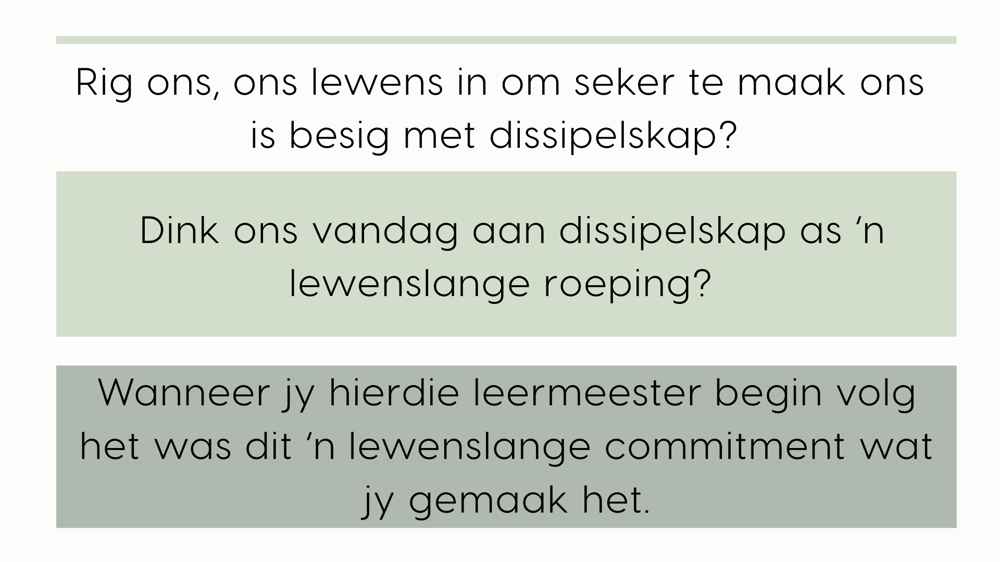 Rig ons, ons lewens in om seker te maak ons
is besig met dissipelskap?
Dink ons vandag aan dissipelskap as ‘n
lewenslange roeping?
Wanneer jy hierdie leermeester begin volg
het was dit ‘n lewenslange commitment wat
jy gemaak het.